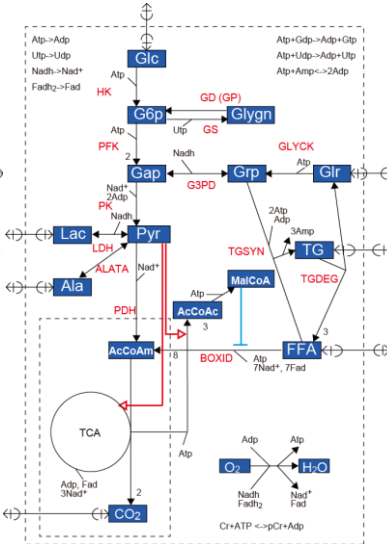 Atp->Adp
Utp->Udp
Nadh->Nad+
Fadh2->Fad
Atp+Gdp->Adp+Gtp
Atp+Udp->Adp+Utp
Atp+Amp<->2Adp
Glc
Atp
HK
GD (GP)
G6p
Glygn
Utp
GS
Atp
PFK
2
Nadh
GLYCK
Atp
Gap
Grp
Glr
G3PD
Nad+
2Adp
PK
Nadh
2Atp
Adp
3Amp
Lac
Pyr
TG
LDH
TGSYN
ALATA
Nad+
TGDEG
Ala
Atp
MalCoA
AcCoAc
PDH
3
3
AcCoAm
8
BOXID
Atp
7Nad+, 7Fad
FFA
TCA
Atp
Adp
Atp
Adp, Fad
3Nad+
O2
H2O
2
Nadh
Fadh2
Nad+
Fad
CO2
Cr+ATP <->pCr+Adp